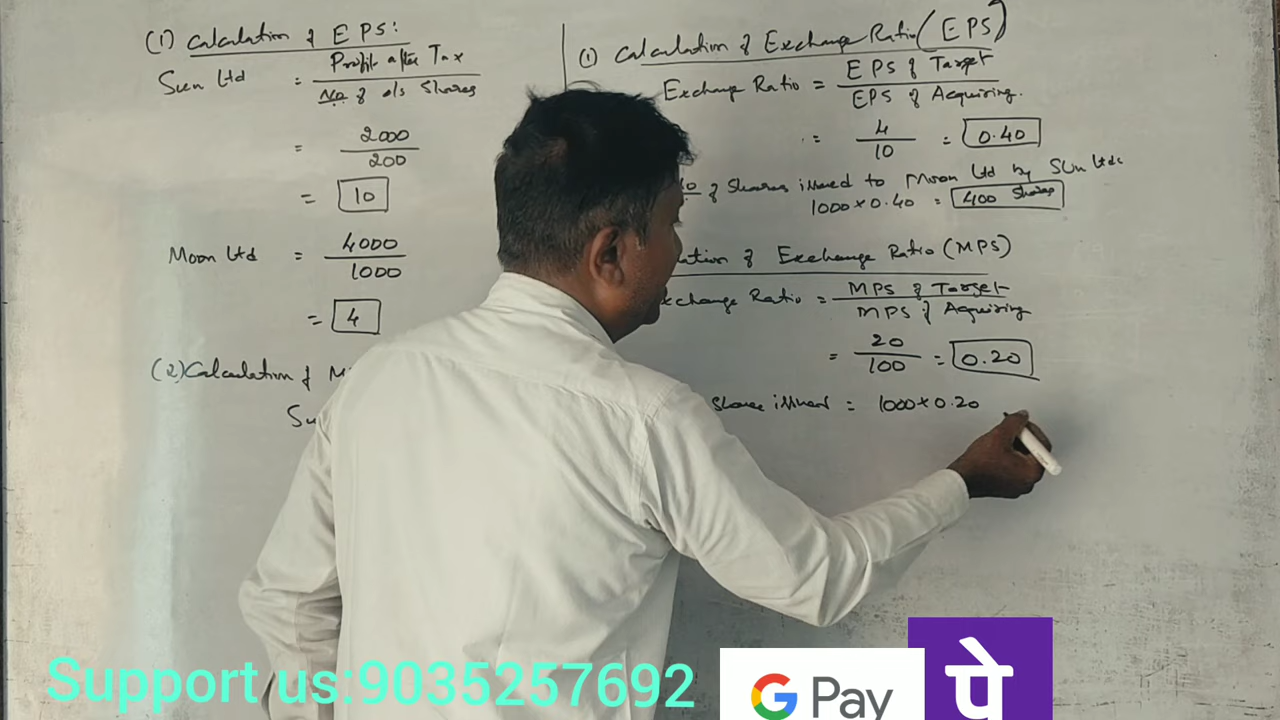 (1) Calculation of EPS:
Sun Ltd = Profit after Tax
No of o/s Shares
= 2000
200
= 10
Moon Ltd = 4000
1000
= 4
(2) Calculation of M
Su
(1) Calculation of Exchange Ratio (EPS)
Exchange Ratio = EPS of Target
EPS of Acquiring.
= 4
10
= 0.40
of Shares issued to Moon Ltd by Sun Ltd
1000 × 0.40 = 400 Shares
ation of Exchange Ratio (MPS)
xchange Ratio = MPS of Target
MPS of Acquiring
= 20
100
= 0.20
Share issued = 1000 × 0.20
Support us:9035257692
G Pay
पे